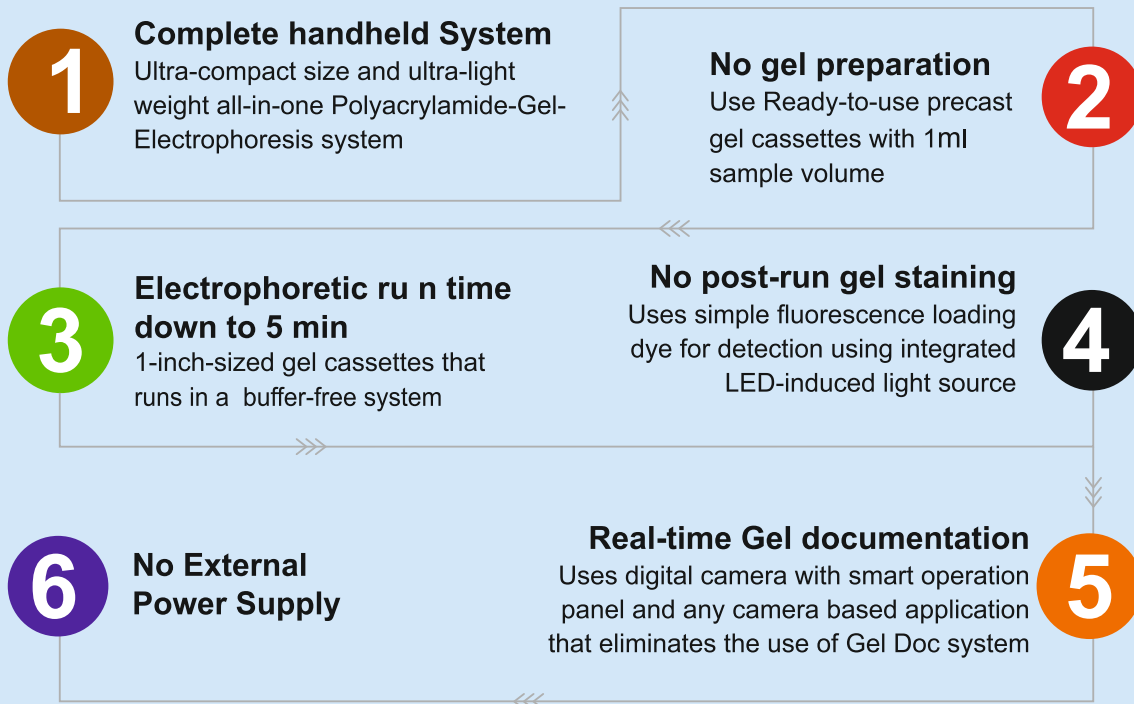 1
Complete handheld System
Ultra-compact size and ultra-light
weight all-in-one Polyacrylamide-Gel-
Electrophoresis system
2
No gel preparation
Use Ready-to-use precast
gel cassettes with 1ml
sample volume
3
Electrophoretic ru n time
down to 5 min
1-inch-sized gel cassettes that
runs in a buffer-free system
4
No post-run gel staining
Uses simple fluorescence loading
dye for detection using integrated
LED-induced light source
5
Real-time Gel documentation
Uses digital camera with smart operation
panel and any camera based application
that eliminates the use of Gel Doc system
6
No External
Power Supply